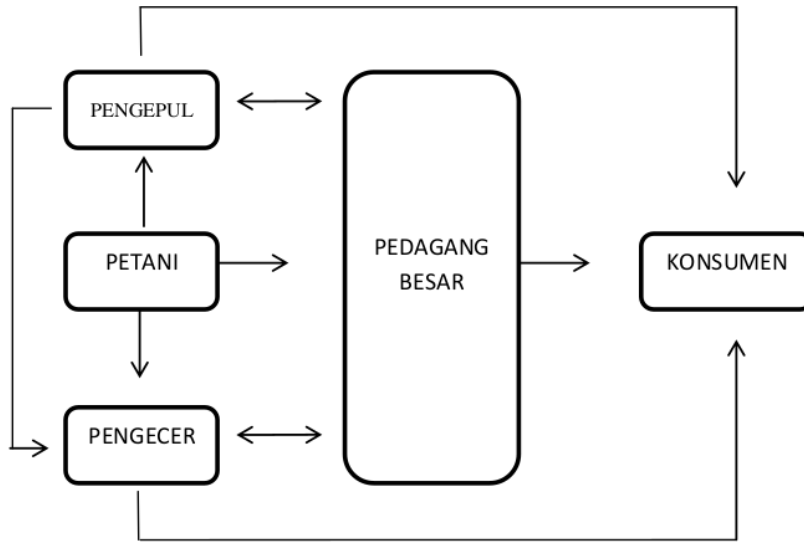 PENGEPUL
PETANI
PEDAGANG
BESAR
KONSUMEN
PENGECER